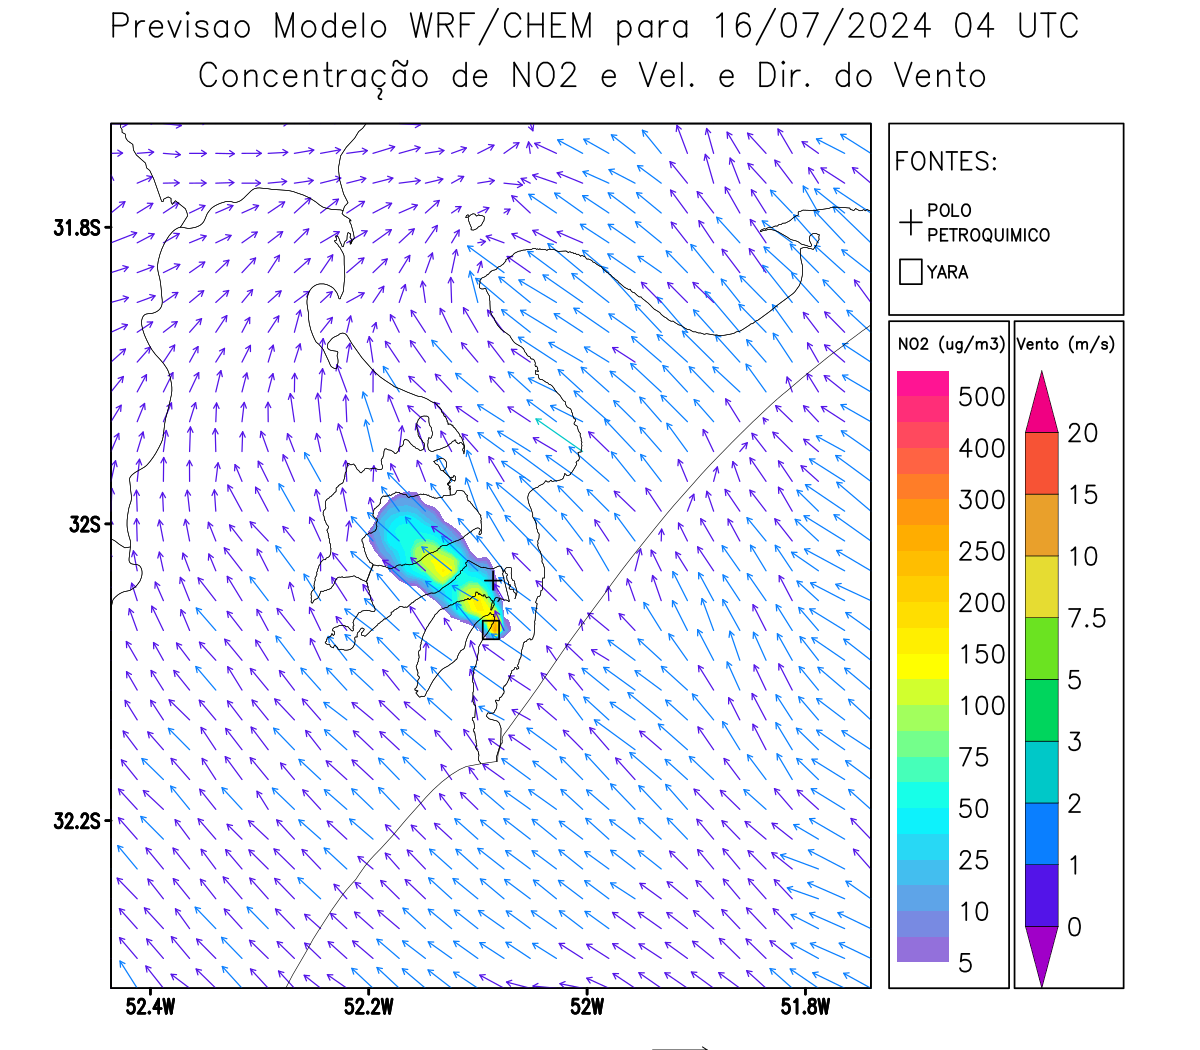 Previsao Modelo WRF/CHEM para 16/07/2024 04 UTC
Concentração de NO2 e Vel. e Dir. do Vento
FONTES:
POLO
PETROQUIMICO
YARA
NO2 (ug/m3)
500
400
300
250
200
150
100
75
50
25
10
5
Vento (m/s)
20
15
10
7.5
5
3
2
1
0
31.8S
32S
32.2S
52.4W
52.2W
52W
51.8W